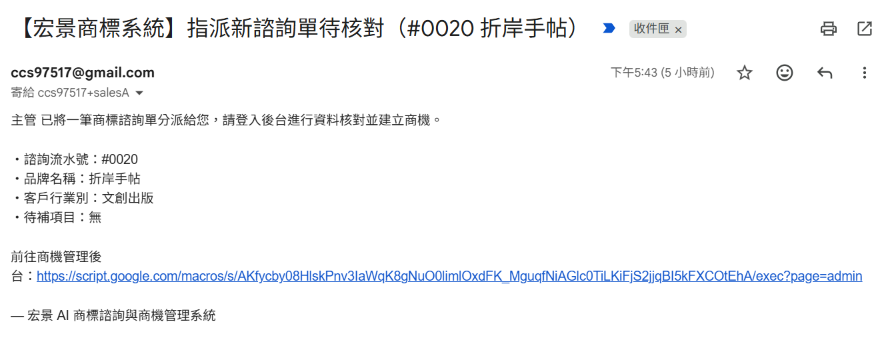 【宏景商標系統】指派新諮詢單待核對（#0020 折岸手帖）
收件匣 ×
ccs97517@gmail.com
下午5:43 (5 小時前)
寄給 ccs97517+salesA
主管 已將一筆商標諮詢單分派給您，請登入後台進行資料核對並建立商機。
・諮詢流水號：#0020
・品牌名稱：折岸手帖
・客戶行業別：文創出版
・待補項目：無
前往商機管理後
台：https://script.google.com/macros/s/AKfycby08HlskPnv3IaWqK8gNuO0limlOxdFK_MguqfNiAGlc0TiLKiFjS2jjqBI5kFXCOtEhA/exec?page=admin
— 宏景 AI 商標諮詢與商機管理系統